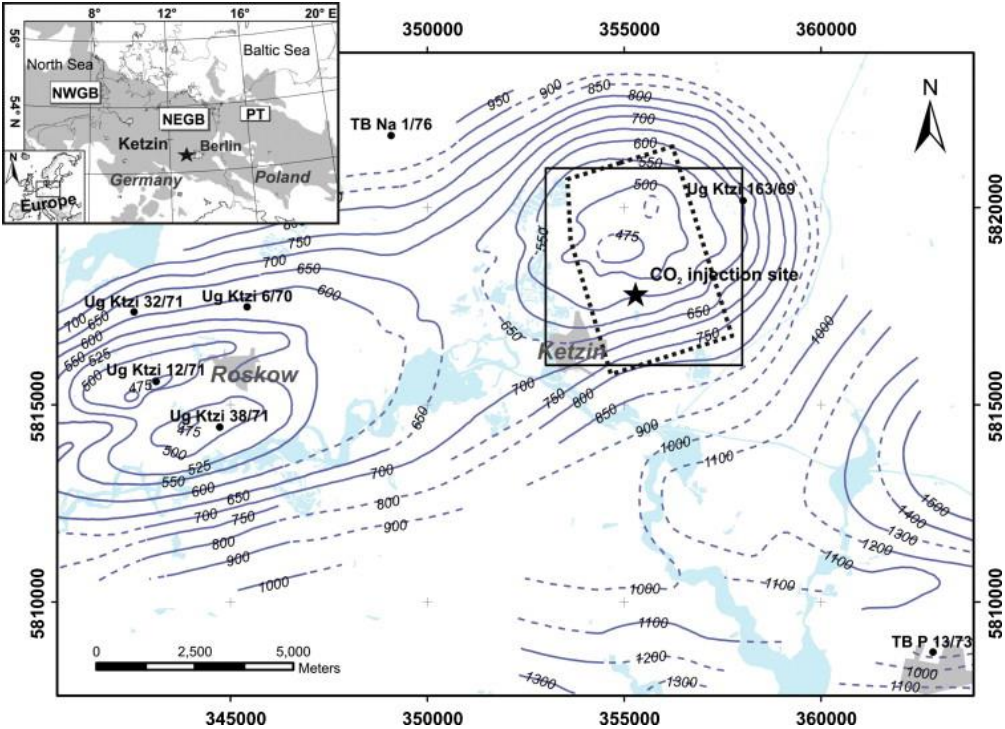 8° 12° 16° 20° E
56°
54° N
North Sea
Baltic Sea
NWGB
NEGB
PT
Ketzin
Berlin
Germany
Poland
N
Europe
350000 355000 360000
N
950
900
850
800
700
600
550
500
475
TB Na 1/76
Ug Ktzi 163/69
550
CO₂ injection site
650
750
650
Ketzin
5820000
5820000
750
700
650
600
Ug Ktzi 32/71
Ug Ktzi 6/70
700
650
600
550
525
500
Ug Ktzi 12/71
475
Roskow
Ug Ktzi 38/71
475
500
525
550
600
650
700
750
800
900
1000
650
700
800
900
700
750
800
850
900
1000
1100
1000
1500
1400
1300
1200
1100
1100
1100
1000
1100
1200
1300
1300
5815000
5815000
5810000
5810000
TB P 13/73
1000
1100
0 2,500 5,000
Meters
345000 350000 355000 360000